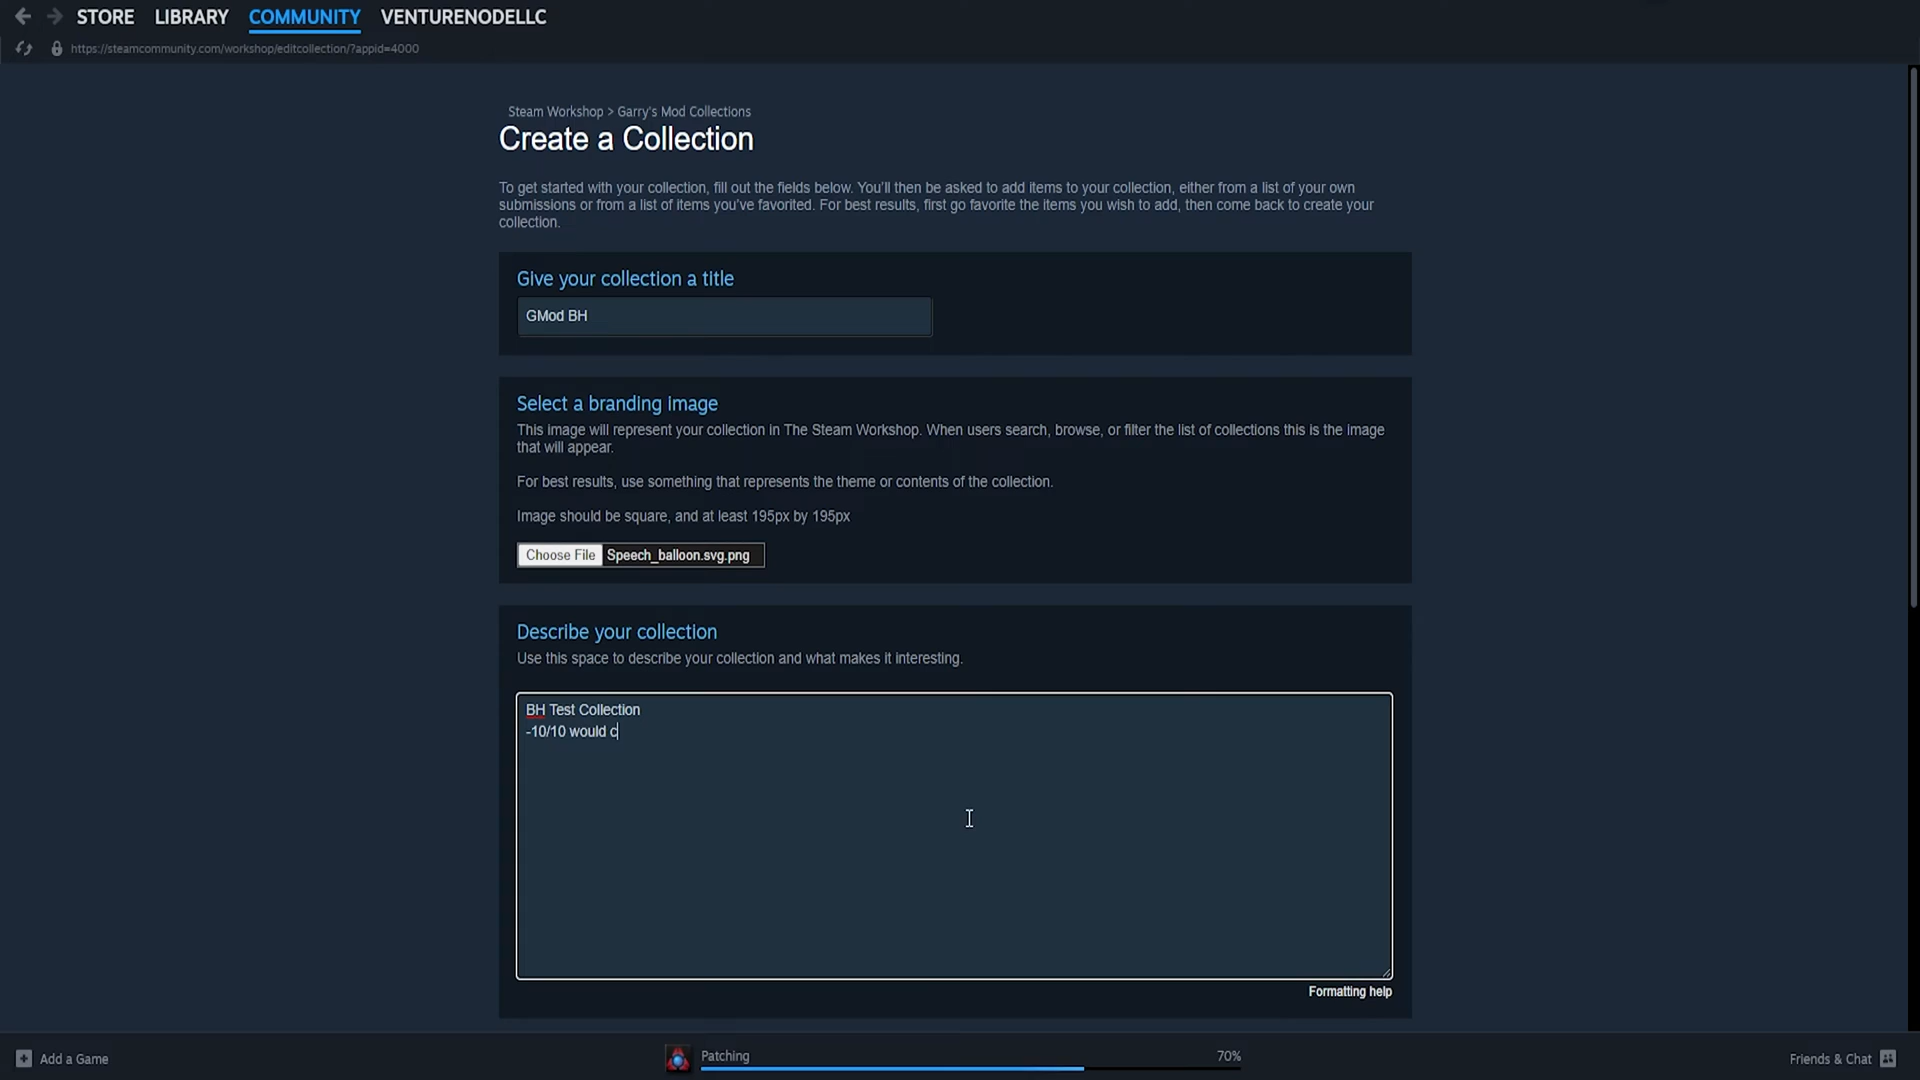 STORE LIBRARY COMMUNITY VENTURENODELLC
https://steamcommunity.com/workshop/editcollection/?appid=4000
Steam Workshop > Garry's Mod Collections
Create a Collection
To get started with your collection, fill out the fields below. You'll then be asked to add items to your collection, either from a list of your own
submissions or from a list of items you've favorited. For best results, first go favorite the items you wish to add, then come back to create your
collection.
Give your collection a title
GMod BH
Select a branding image
This image will represent your collection in The Steam Workshop. When users search, browse, or filter the list of collections this is the image
that will appear.
For best results, use something that represents the theme or contents of the collection.
Image should be square, and at least 195px by 195px
Choose File Speech_balloon.svg.png
Describe your collection
Use this space to describe your collection and what makes it interesting.
BH Test Collection
-10/10 would c
Formatting help
Add a Game
Patching 70%
Friends & Chat